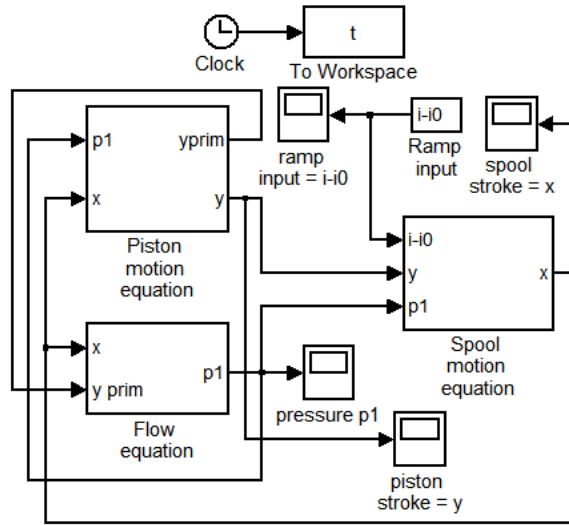 t
Clock
To Workspace
p1
yprim
x
y
Piston
motion
equation
ramp
input = i-i0
i-i0
Ramp
input
spool
stroke = x
i-i0
y
p1
x
Spool
motion
equation
x
y prim
p1
Flow
equation
pressure p1
piston
stroke = y